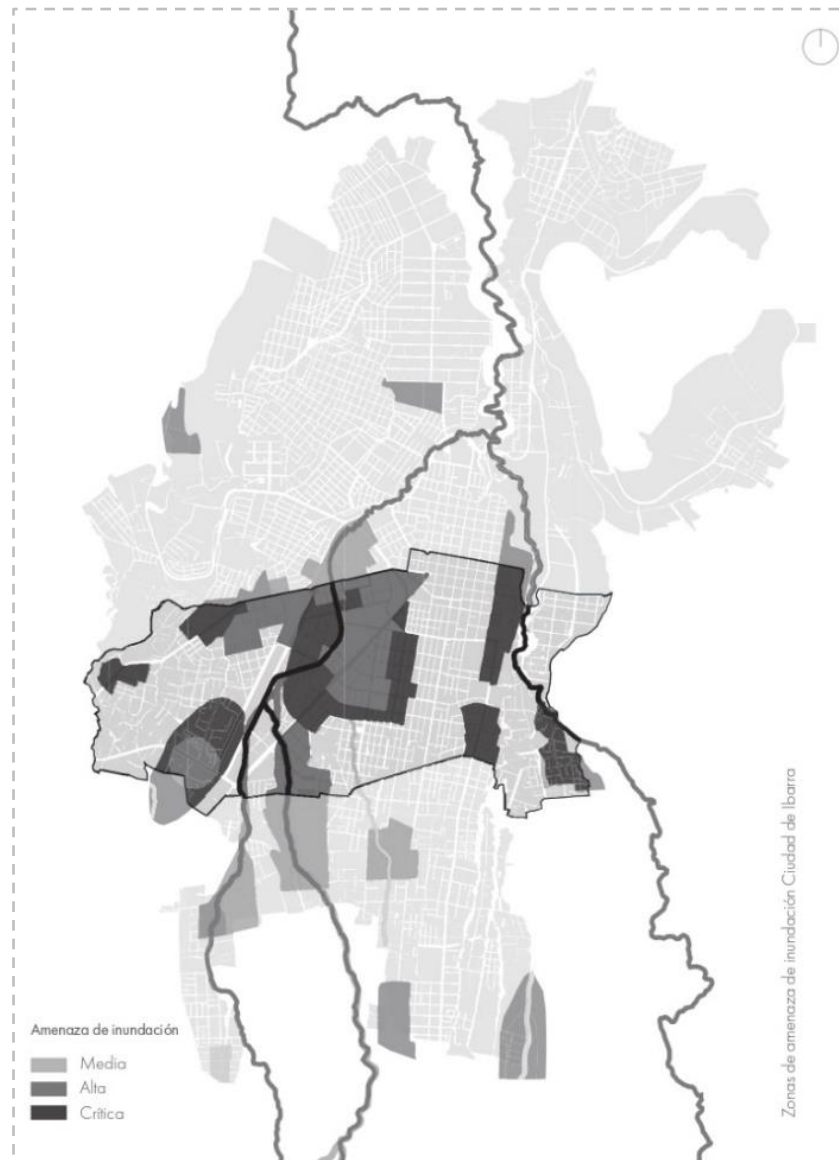 Zonas de amenaza de inundación Ciudad de Ibarra
Amenaza de inundación
Media
Alta
Crítica